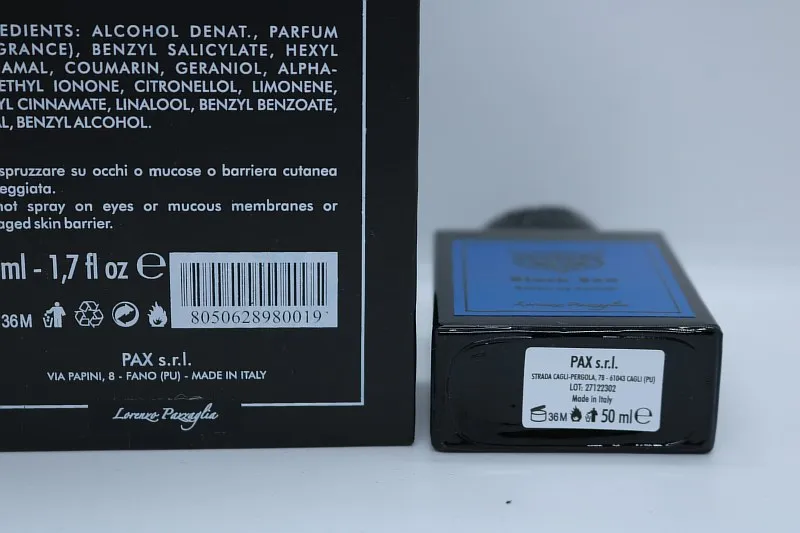 EDIENTS: ALCOHOL DENAT., PARFUM
GRANCE), BENZYL SALICYLATE, HEXYL
AMAL, COUMARIN, GERANIOL, ALPHA-
ETHYL IONONE, CITRONELLOL, LIMONENE,
YL CINNAMATE, LINALOOL, BENZYL BENZOATE,
AL, BENZYL ALCOHOL.
spruzzare su occhi o mucose o barriera cutanea
eggiata.
not spray on eyes or mucous membranes or
aged skin barrier.
ml - 1,7 fl oz ℮
8050628980019
36M
PAX s.r.l.
VIA PAPINI, 8 - FANO (PU) - MADE IN ITALY
Lorenzo Pazzaglia
Lorenzo Pazzaglia
PAX s.r.l.
STRADA CAGLI-PERGOLA, 78 - 61043 CAGLI (PU)
LOT: 27122302
Made in Italy
36M 50 ml ℮